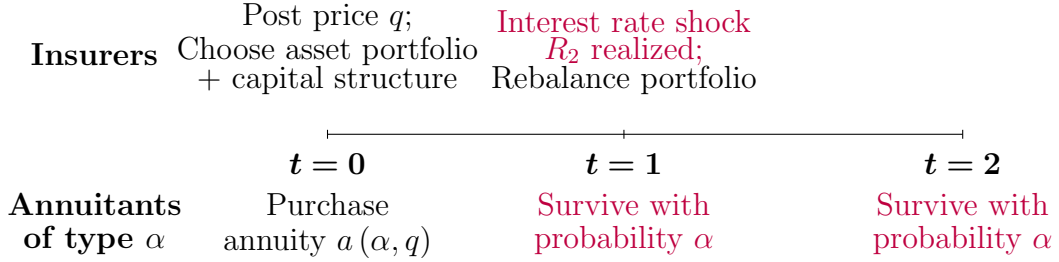 Insurers
Post price q;
Choose asset portfolio
+ capital structure
Interest rate shock
R₂ realized;
Rebalance portfolio
t = 0
t = 1
t = 2
Annuitants
of type α
Purchase
annuity a (α, q)
Survive with
probability α
Survive with
probability α